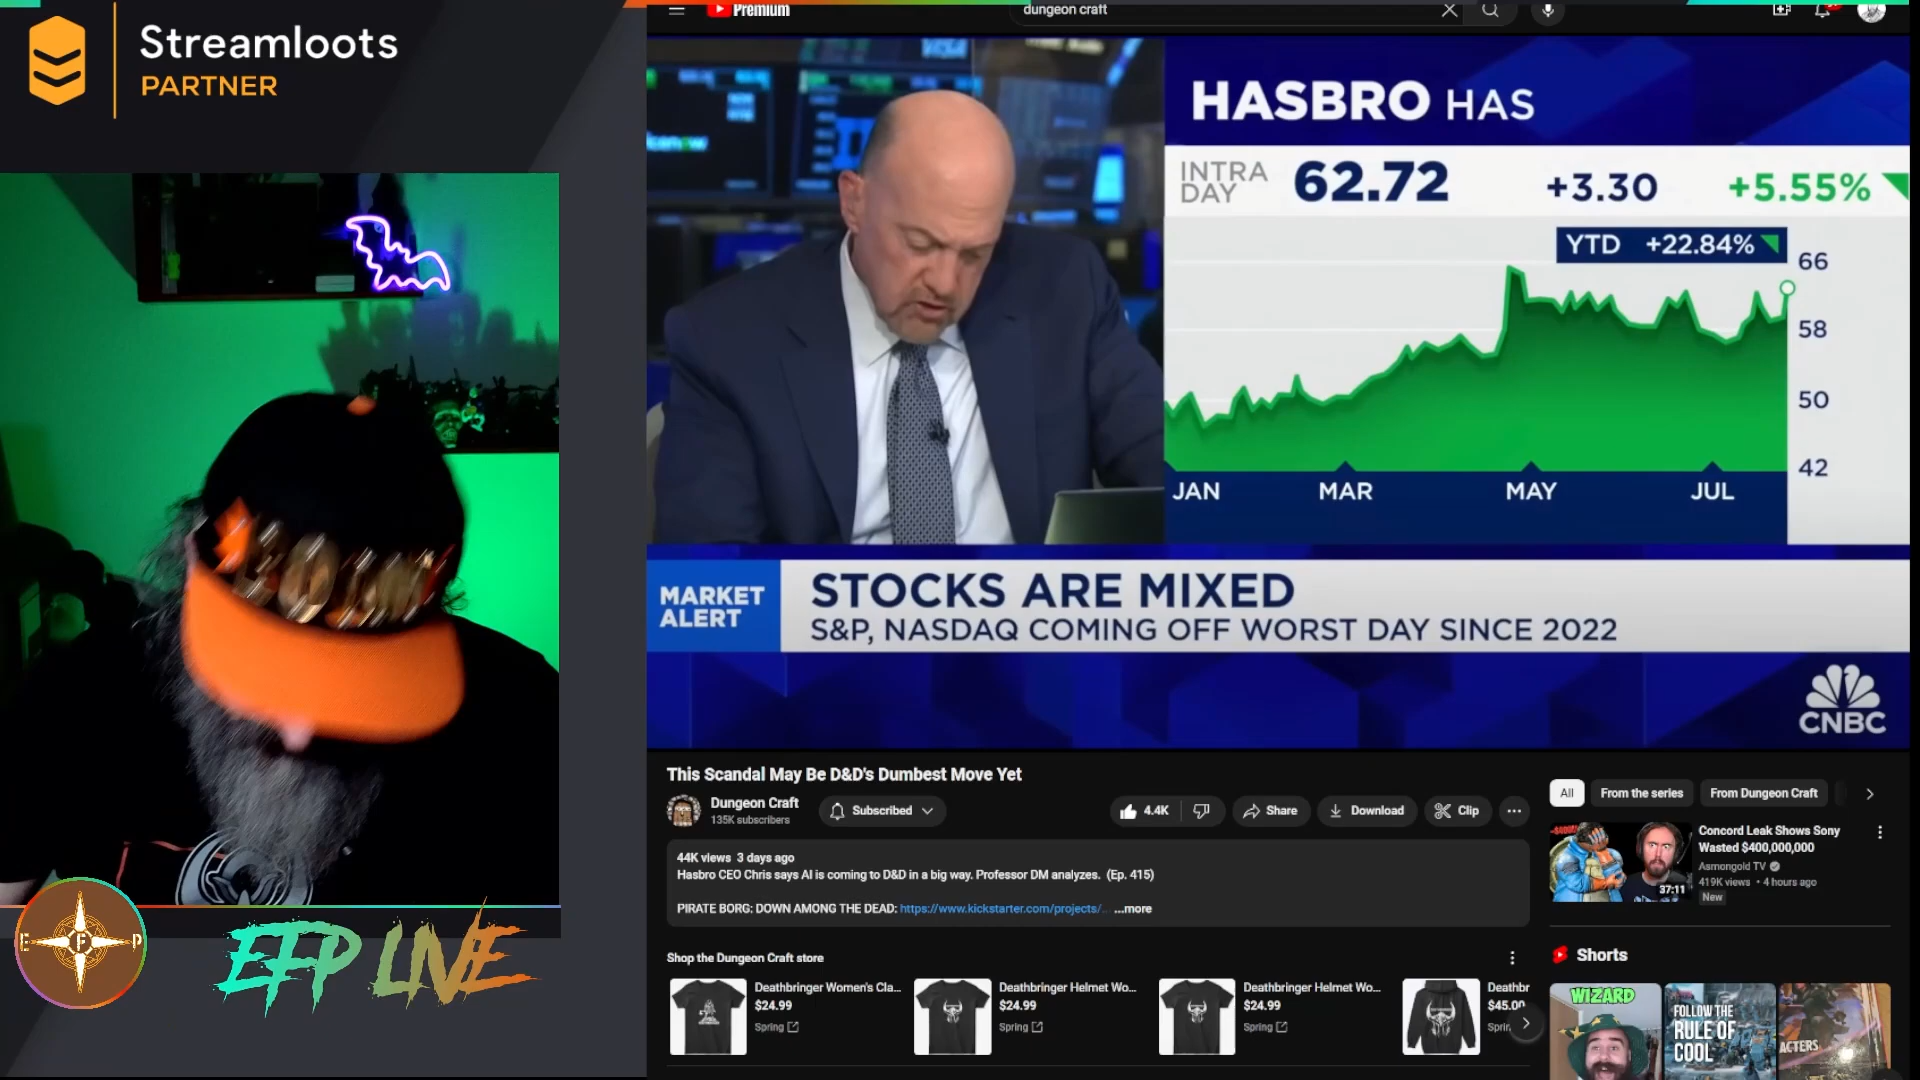 Streamloots
PARTNER
Premium
dungeon craft
HASBRO HAS
INTRA
DAY
62.72
+3.30
+5.55%
YTD +22.84%
66
58
50
42
JAN
MAR
MAY
JUL
MARKET
ALERT
STOCKS ARE MIXED
S&P, NASDAQ COMING OFF WORST DAY SINCE 2022
CNBC
This Scandal May Be D&D's Dumbest Move Yet
Dungeon Craft
135K subscribers
Subscribed
4.4K
Share
Download
Clip
44K views 3 days ago
Hasbro CEO Chris says AI is coming to D&D in a big way. Professor DM analyzes. (Ep. 415)
PIRATE BORG: DOWN AMONG THE DEAD: https://www.kickstarter.com/projects/... ...more
Shop the Dungeon Craft store
Deathbringer Women's Cla...
$24.99
Spring
Deathbringer Helmet Wo...
$24.99
Spring
Deathbringer Helmet Wo...
$24.99
Spring
Deathbr
$45.00
Sprin
All
From the series
From Dungeon Craft
Concord Leak Shows Sony
Wasted $400,000,000
Asmongold TV
419K views • 4 hours ago
New
37:11
Shorts
WIZARD
FOLLOW THE
RULE OF
COOL
ACTERS
E F P
EFP LIVE